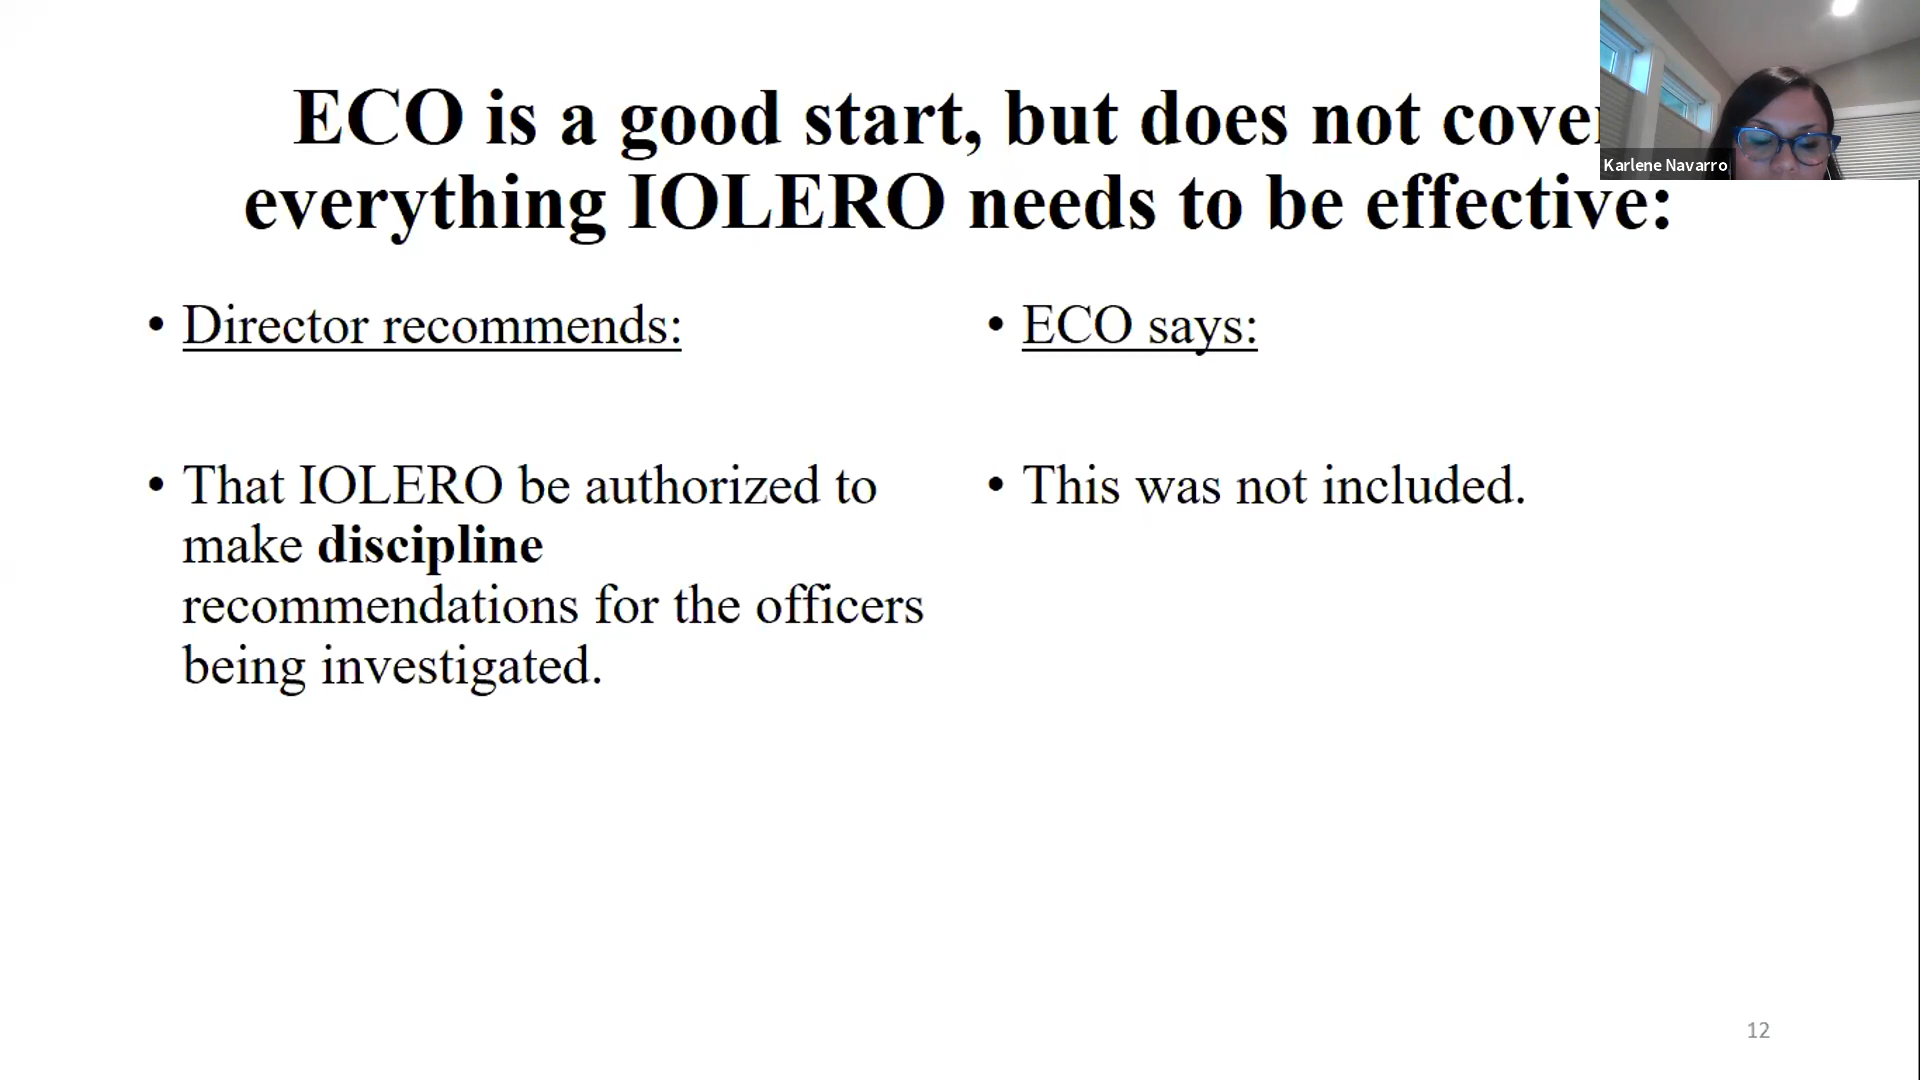 ECO is a good start, but does not cove
everything IOLERO needs to be effective:
Karlene Navarro
• Director recommends:
• That IOLERO be authorized to
make discipline
recommendations for the officers
being investigated.
• ECO says:
• This was not included.
12